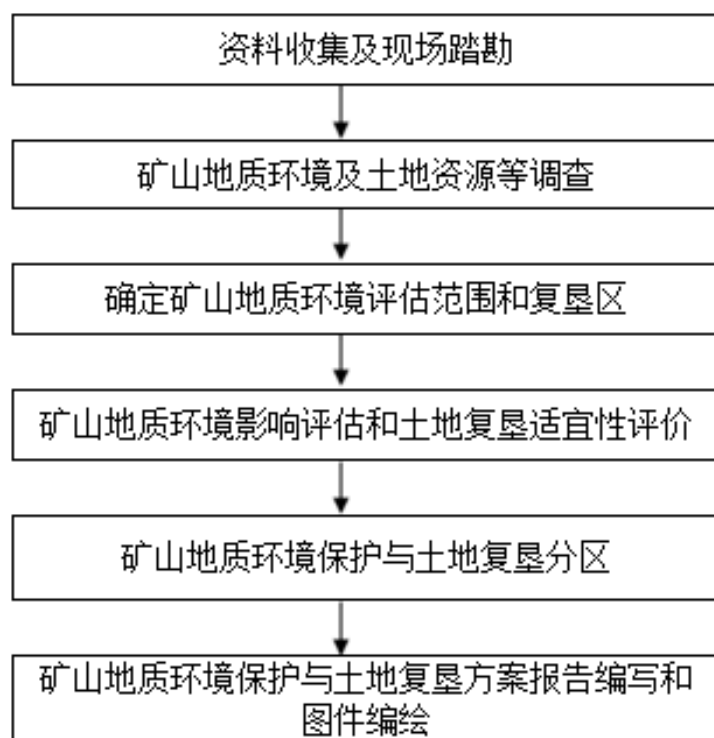 资料收集及现场踏勘
矿山地质环境及土地资源等调查
确定矿山地质环境评估范围和复垦区
矿山地质环境影响评估和土地复垦适宜性评价
矿山地质环境保护与土地复垦分区
矿山地质环境保护与土地复垦方案报告编写和
图件编绘